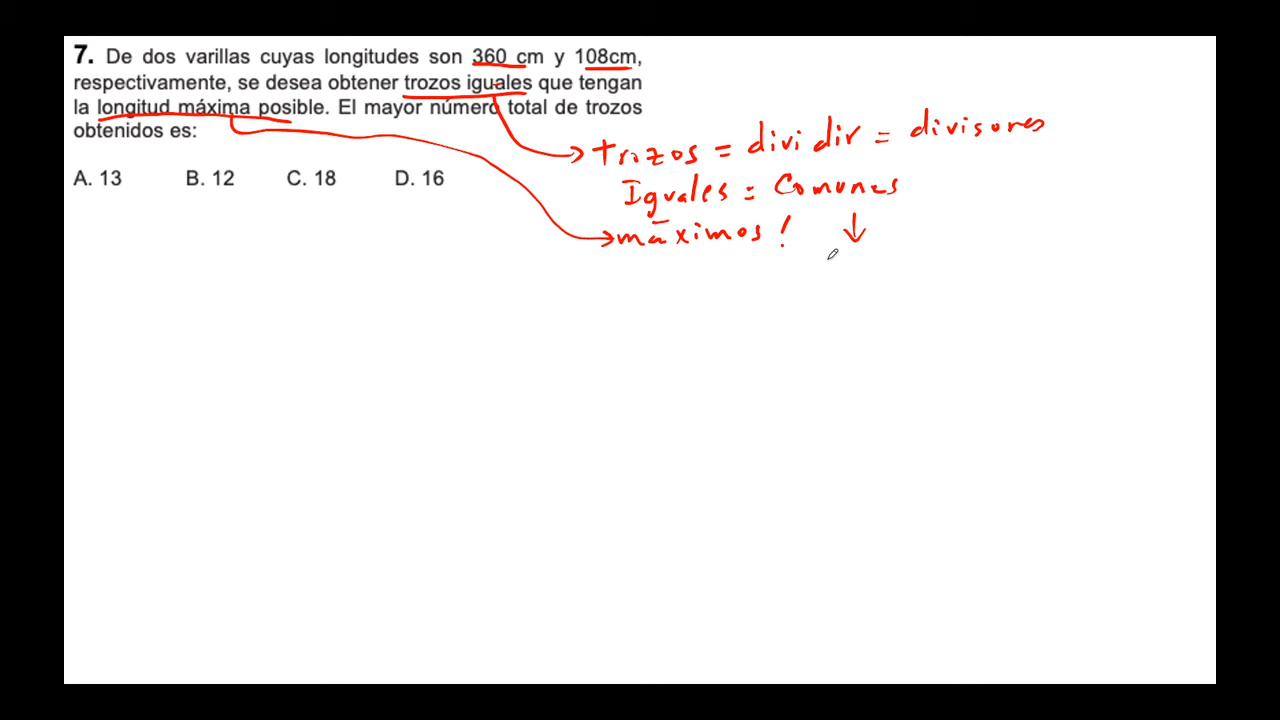 7. De dos varillas cuyas longitudes son 360 cm y 108cm,
respectivamente, se desea obtener trozos iguales que tengan
la longitud máxima posible. El mayor número total de trozos
obtenidos es:
A. 13 B. 12 C. 18 D. 16
trozos = dividir = divisores
Iguales = Comunes
máximos !